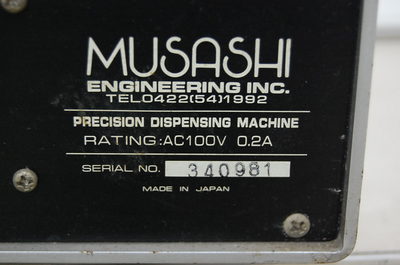 MUSASHI
ENGINEERING INC.
TEL0422(54)1992
PRECISION DISPENSING MACHINE
RATING:AC100V 0.2A
SERIAL NO. 340981
MADE IN JAPAN